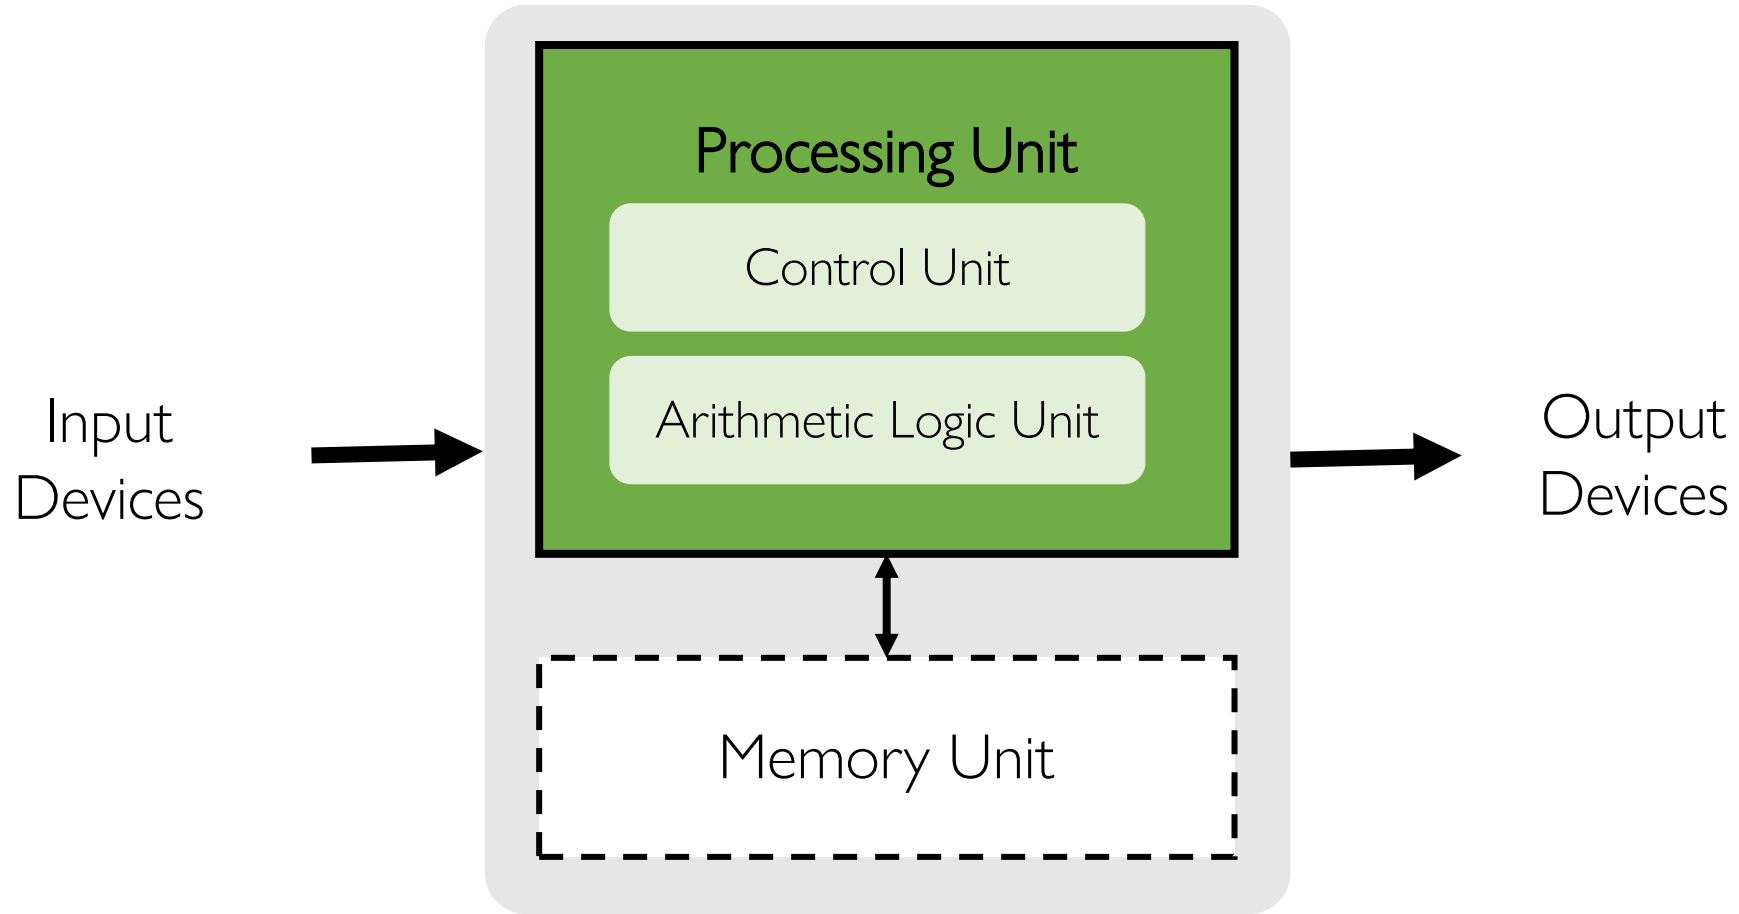 Processing Unit
Control Unit
Arithmetic Logic Unit
Input
Devices
Output
Devices
Memory Unit